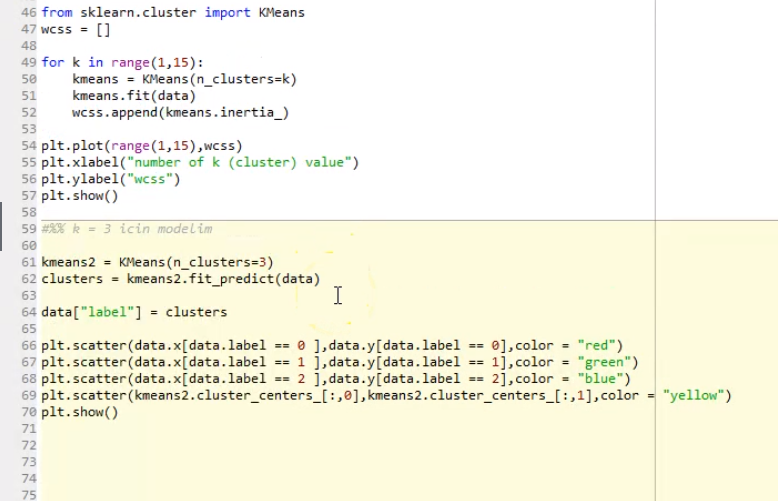 46 from sklearn.cluster import KMeans
47 wcss = []
48
49 for k in range(1,15):
50     kmeans = KMeans(n_clusters=k)
51     kmeans.fit(data)
52     wcss.append(kmeans.inertia_)
53
54 plt.plot(range(1,15),wcss)
55 plt.xlabel("number of k (cluster) value")
56 plt.ylabel("wcss")
57 plt.show()
58
59 #%% k = 3 icin modelim
60
61 kmeans2 = KMeans(n_clusters=3)
62 clusters = kmeans2.fit_predict(data)
63
64 data["label"] = clusters
65
66 plt.scatter(data.x[data.label == 0 ],data.y[data.label == 0],color = "red")
67 plt.scatter(data.x[data.label == 1 ],data.y[data.label == 1],color = "green")
68 plt.scatter(data.x[data.label == 2 ],data.y[data.label == 2],color = "blue")
69 plt.scatter(kmeans2.cluster_centers_[:,0],kmeans2.cluster_centers_[:,1],color = "yellow")
70 plt.show()
71
72
73
74
75